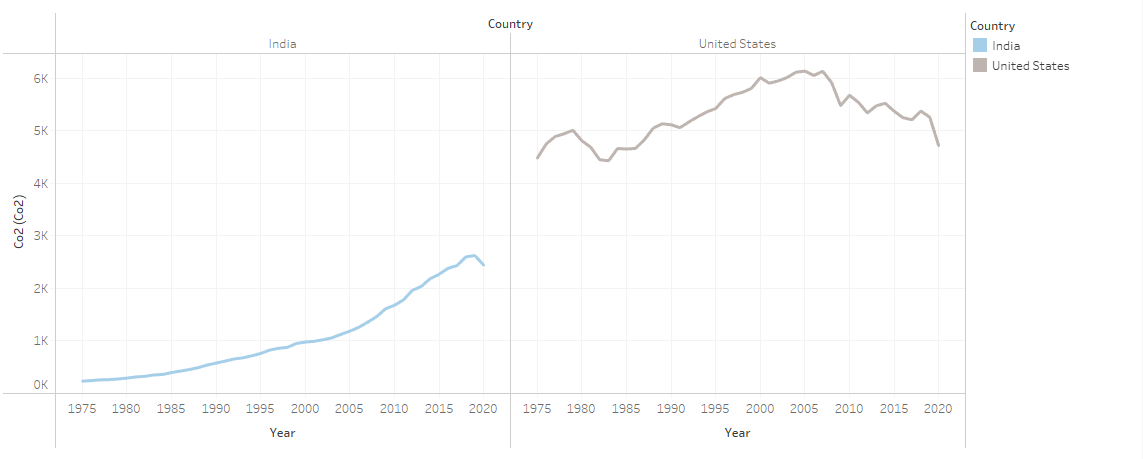 Country
India United States
6K
5K
4K
3K
2K
1K
0K
Co2 (Co2)
1975 1980 1985 1990 1995 2000 2005 2010 2015 2020 1975 1980 1985 1990 1995 2000 2005 2010 2015 2020
Year Year
Country
India
United States